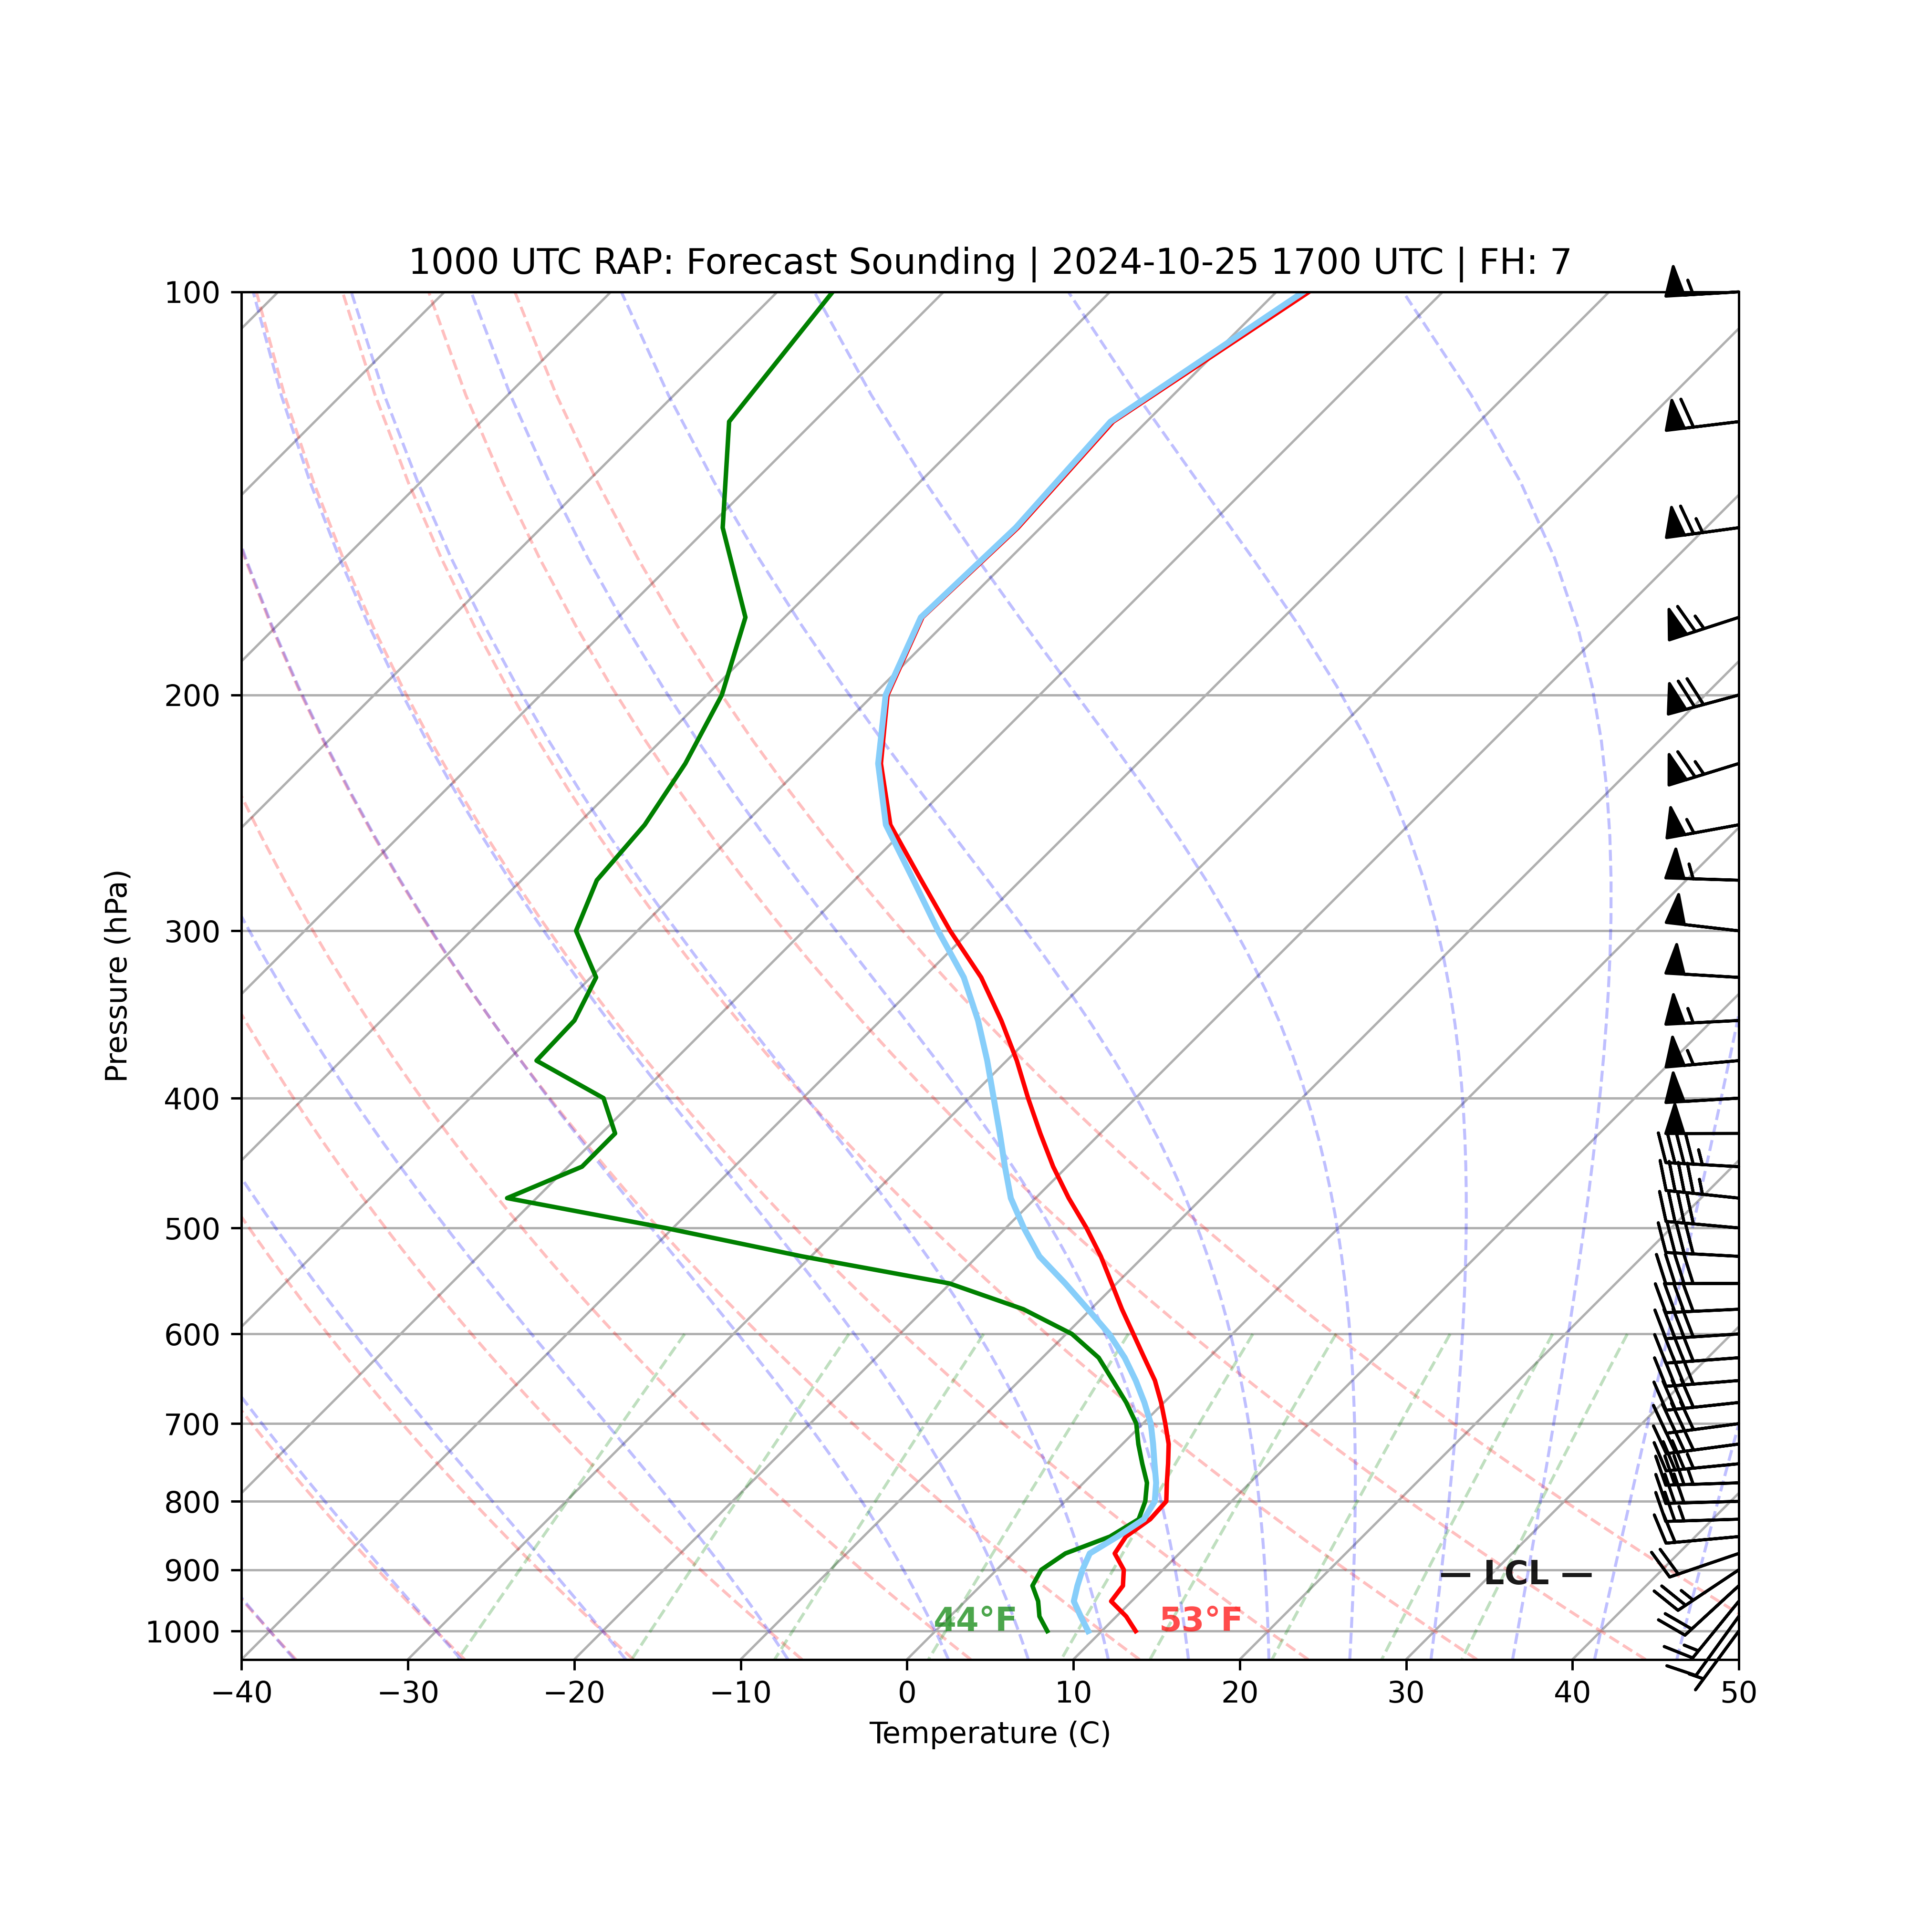 1000 UTC RAP: Forecast Sounding | 2024-10-25 1700 UTC | FH: 7
100
200
300
400
500
600
700
800
900
1000
Pressure (hPa)
— LCL —
44°F
53°F
−40 −30 −20 −10 0 10 20 30 40 50
Temperature (C)